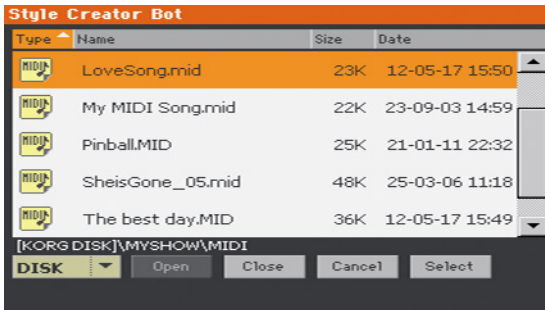 Style Creator Bot
Type Name Size Date
MIDI LoveSong.mid 23K 12-05-17 15:50
MIDI My MIDI Song.mid 22K 23-09-03 14:59
MIDI Pinball.MID 25K 21-01-11 22:32
MIDI SheisGone_05.mid 48K 25-03-06 11:18
MIDI The best day.MID 36K 12-05-17 15:49
[KORG DISK]\MYSHOW\MIDI
DISK Open Close Cancel Select